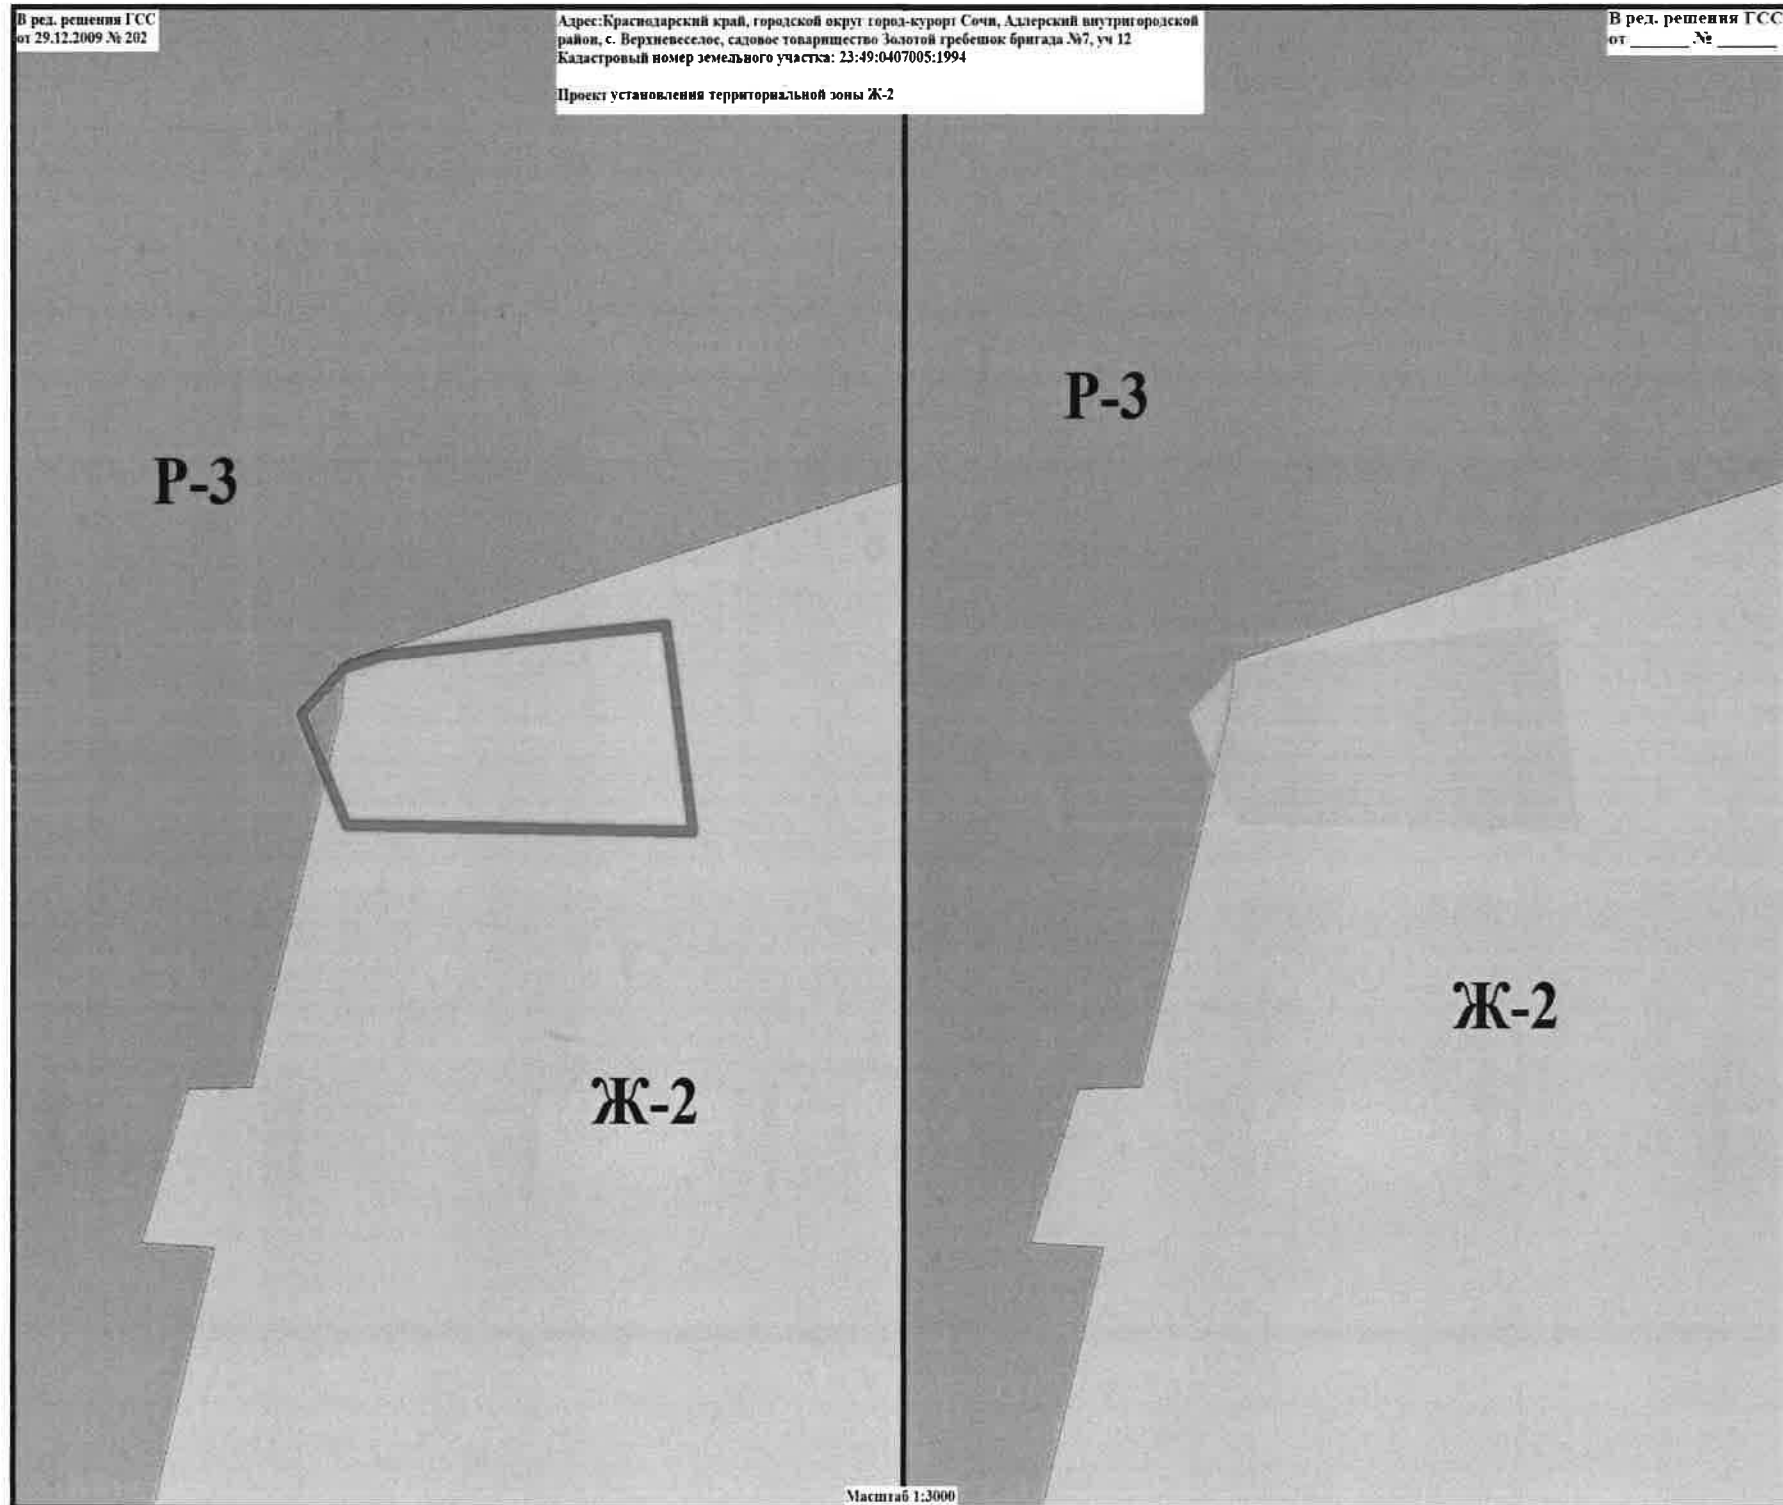 В ред. решения ГСС
от 29.12.2009 № 202
Адрес:Краснодарский край, городской округ город-курорт Сочи, Адлерский внутригородской
район, с. Верхневеселое, садовое товарищество Золотой гребешок бригада №7, уч 12
Кадастровый номер земельного участка: 23:49:0407005:1994
Проект установления территориальной зоны Ж-2
В ред. решения ГСС
от ______ № ______
Р-3
Р-3
Ж-2
Ж-2
Масштаб 1:3000